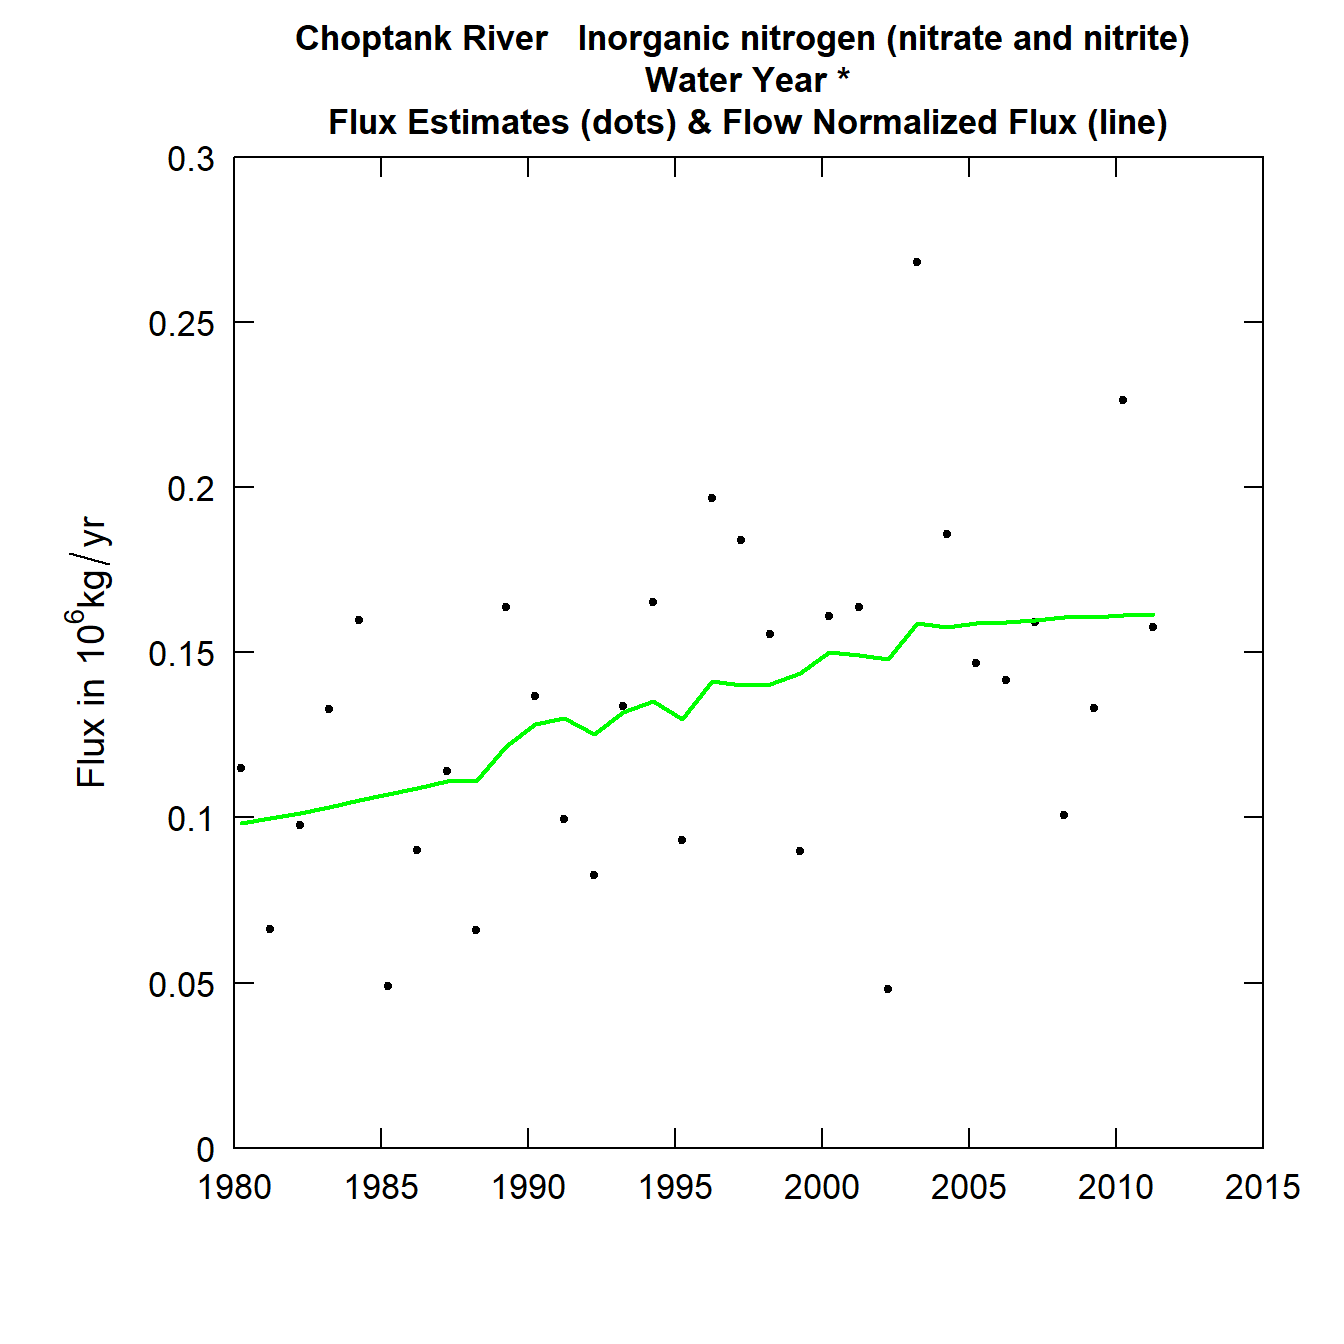 Choptank River   Inorganic nitrogen (nitrate and nitrite)
Water Year *
Flux Estimates (dots) & Flow Normalized Flux (line)
0.3
0.25
0.2
0.15
0.1
0.05
0
Flux in 10⁶kg/yr
1980 1985 1990 1995 2000 2005 2010 2015